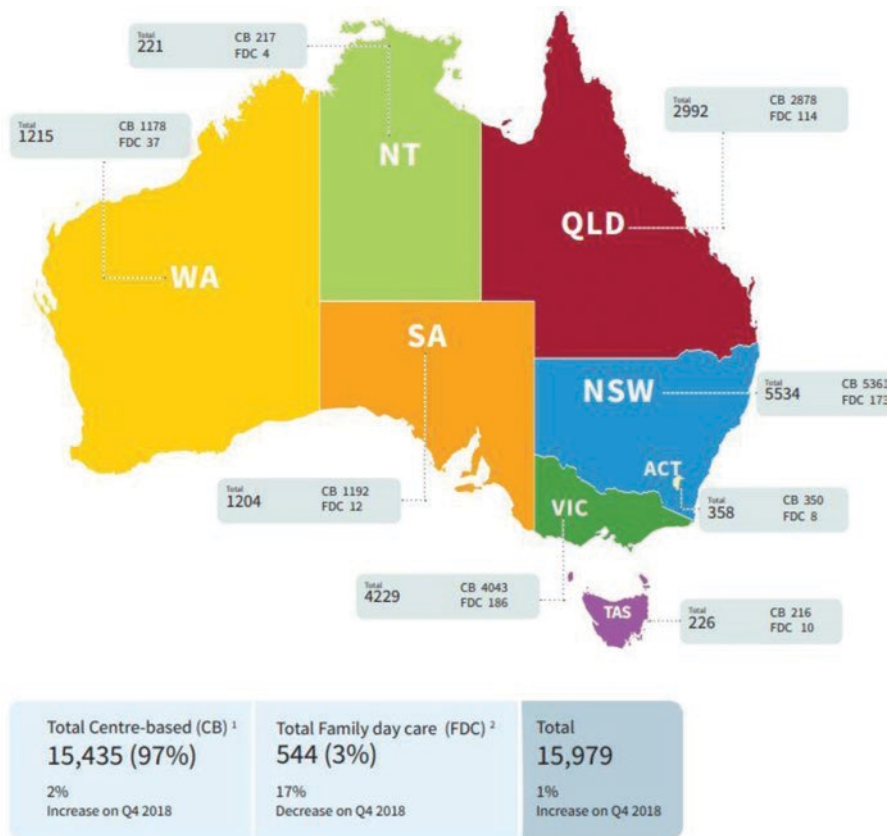 Total CB 217
221 FDC 4
Total CB 2878
2992 FDC 114
Total CB 1178
1215 FDC 37
NT
QLD
WA
SA
NSW
Total CB 5361
5534 FDC 173
ACT
Total CB 1192
1204 FDC 12
VIC
Total CB 350
358 FDC 8
Total CB 4043
4229 FDC 186
TAS
Total CB 216
226 FDC 10
Total Centre-based (CB) ¹ Total Family day care (FDC) ² Total
15,435 (97%) 544 (3%) 15,979
2% 17% 1%
Increase on Q4 2018 Decrease on Q4 2018 Increase on Q4 2018